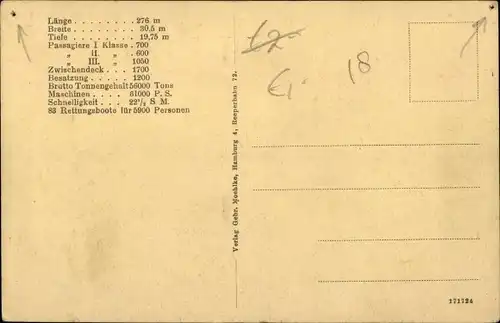 Länge . . . . . . . . 276 m
Breite . . . . . . . . 30,5 m
Tiefe . . . . . . . . 19,75 m
Passagiere I Klasse . 700
„ II. „ . 600
„ III. „ 1050
Zwischendeck . . . 1700
Besatzung . . . . . 1200
Brutto Tonnengehalt 56000 Tons
Maschinen . . . . 61000 P. S.
Schnelligkeit . . . 22½ S M.
83 Rettungsboote für 5900 Personen
18
Verlag Gebr. Moehlke, Hamburg 4, Reeperbahn 72.
171124